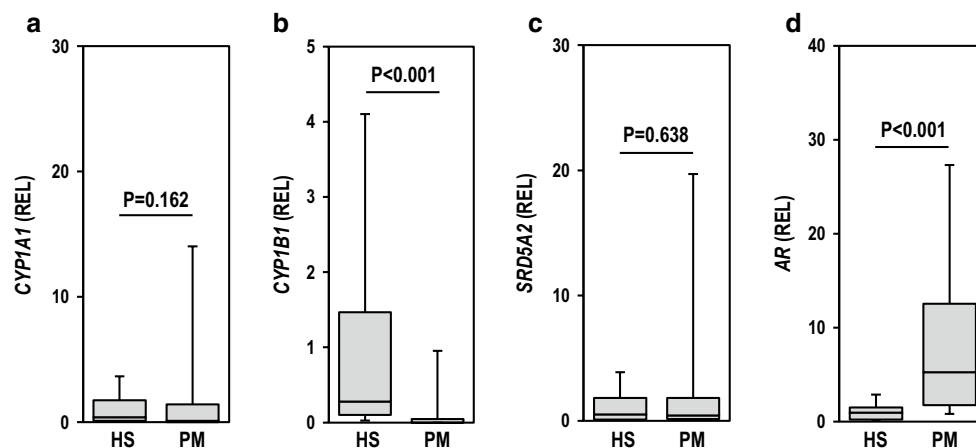 a
30
20
10
0
CYP1A1 (REL)
P=0.162
HS PM
b
5
4
3
2
1
0
CYP1B1 (REL)
P<0.001
HS PM
c
30
20
10
0
SRD5A2 (REL)
P=0.638
HS PM
d
40
30
20
10
0
AR (REL)
P<0.001
HS PM